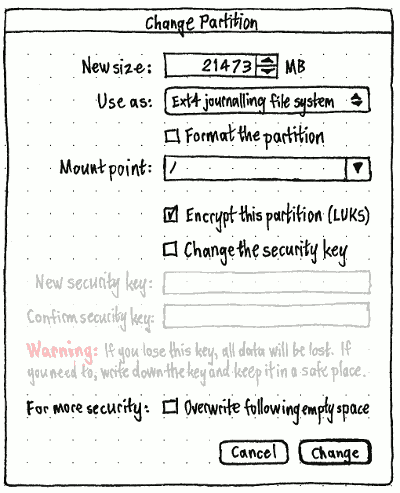 Change Partition
New size: 21473 MB
Use as: Ext4 journalling file system
Format the partition
Mount point: /
Encrypt this partition (LUKS)
Change the security key
New security key:
Confirm security key:
Warning: If you lose this key, all data will be lost. If
you need to, write down the key and keep it in a safe place.
For more security: Overwrite following empty space
Cancel Change